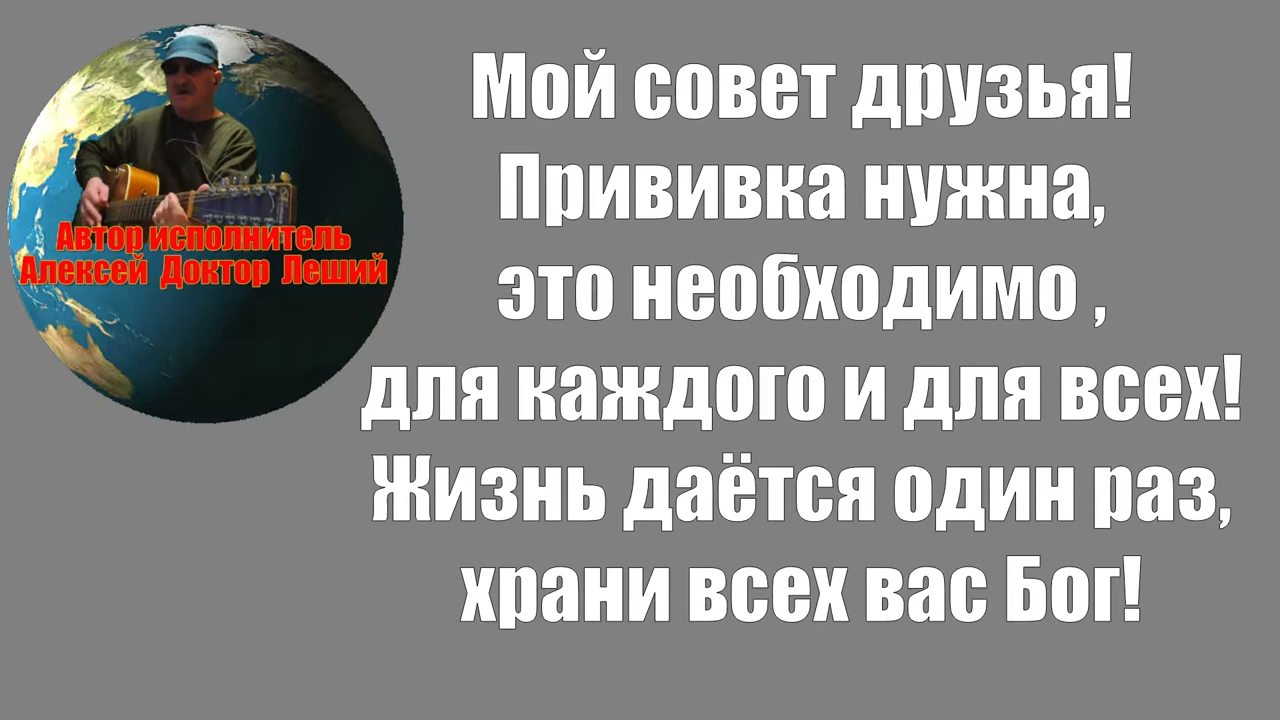 Автор исполнитель
Алексей Доктор Леший
Мой совет друзья!
Прививка нужна,
это необходимо ,
для каждого и для всех!
Жизнь даётся один раз,
храни всех вас Бог!